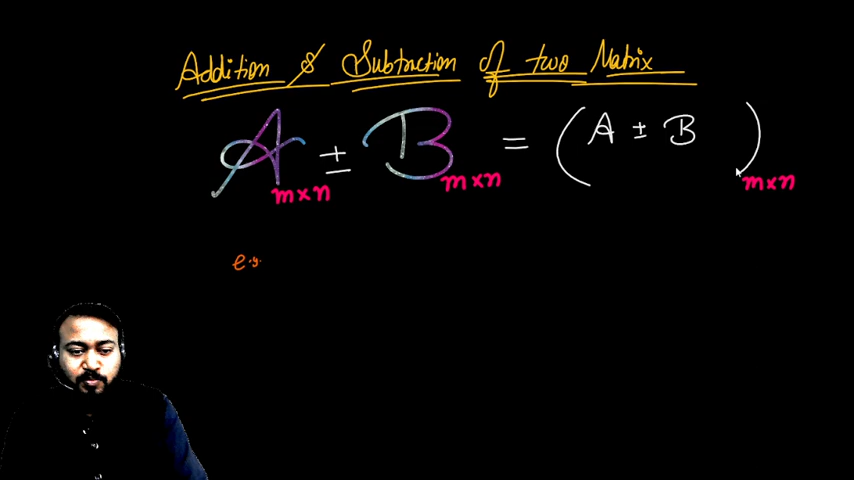 Addition & Subtraction of two Matrix
A m×n ± B m×n = (A ± B) m×n
e.g.